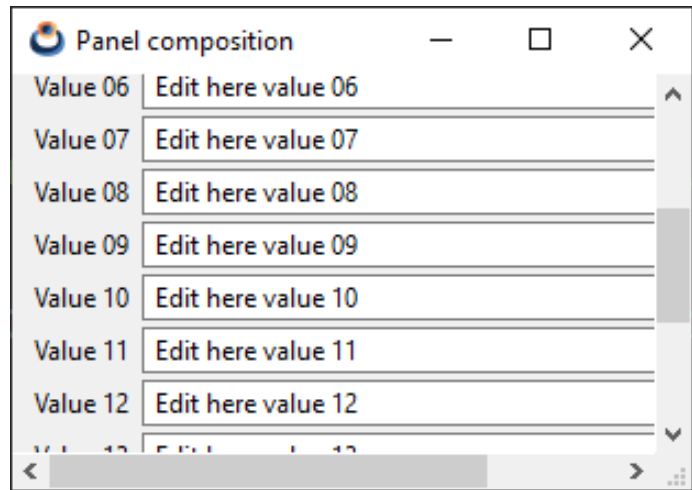 Panel composition
Value 06 Edit here value 06
Value 07 Edit here value 07
Value 08 Edit here value 08
Value 09 Edit here value 09
Value 10 Edit here value 10
Value 11 Edit here value 11
Value 12 Edit here value 12